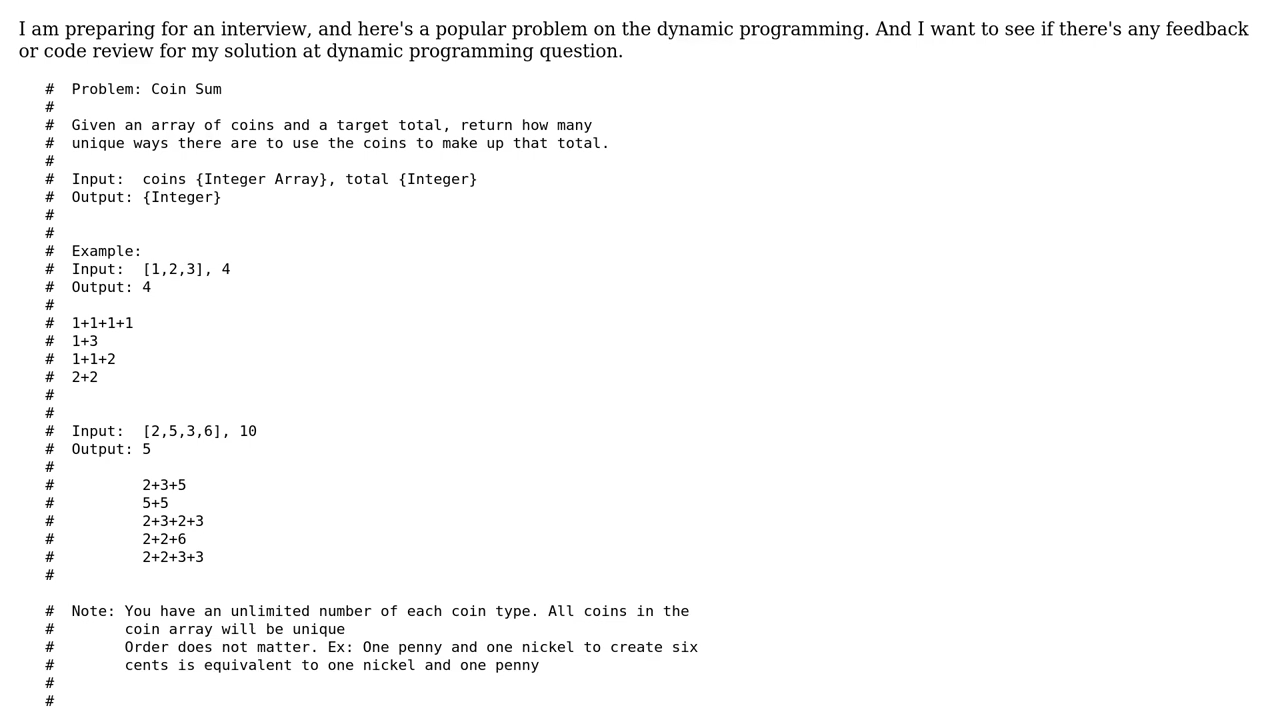 I am preparing for an interview, and here's a popular problem on the dynamic programming. And I want to see if there's any feedback
or code review for my solution at dynamic programming question.
#  Problem: Coin Sum
#
#  Given an array of coins and a target total, return how many
#  unique ways there are to use the coins to make up that total.
#
#  Input:  coins {Integer Array}, total {Integer}
#  Output: {Integer}
#
#
#  Example:
#  Input:  [1,2,3], 4
#  Output: 4
#
#  1+1+1+1
#  1+3
#  1+1+2
#  2+2
#
#
#  Input:  [2,5,3,6], 10
#  Output: 5
#
#          2+3+5
#          5+5
#          2+3+2+3
#          2+2+6
#          2+2+3+3
#
#  Note: You have an unlimited number of each coin type. All coins in the
#        coin array will be unique
#        Order does not matter. Ex: One penny and one nickel to create six
#        cents is equivalent to one nickel and one penny
#
#